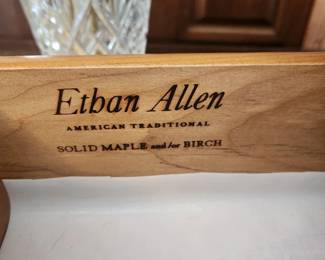 Ethan Allen
AMERICAN TRADITIONAL
SOLID MAPLE and/or BIRCH